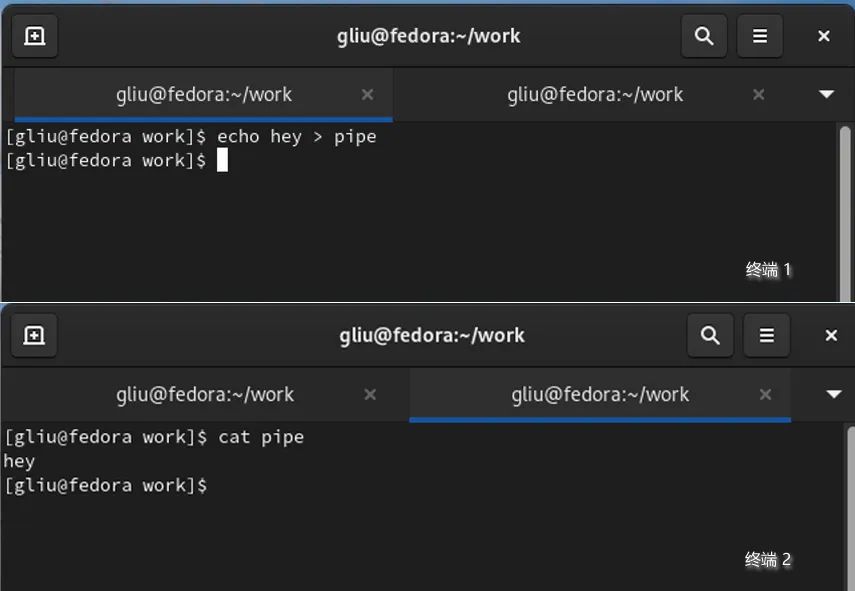 gliu@fedora:~/work
gliu@fedora:~/work gliu@fedora:~/work
[gliu@fedora work]$ echo hey > pipe
[gliu@fedora work]$
终端 1
gliu@fedora:~/work
gliu@fedora:~/work gliu@fedora:~/work
[gliu@fedora work]$ cat pipe
hey
[gliu@fedora work]$
终端 2